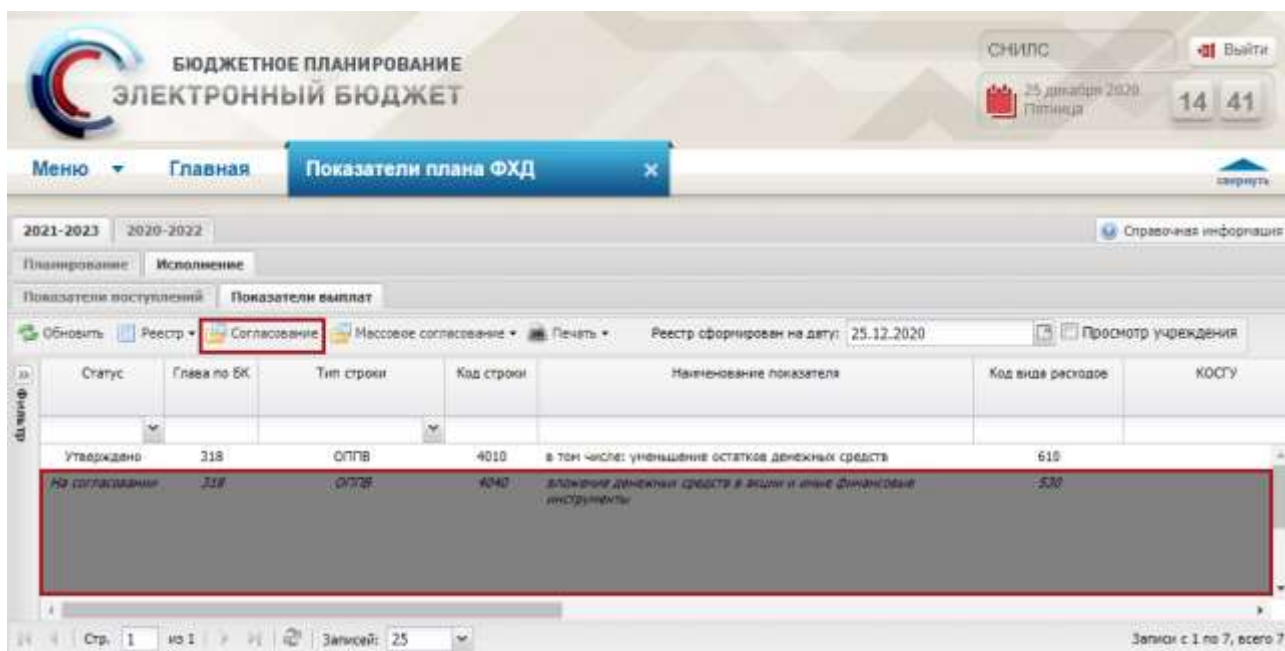 БЮДЖЕТНОЕ ПЛАНИРОВАНИЕ
ЭЛЕКТРОННЫЙ БЮДЖЕТ
СНИЛС Выйти
25 декабря 2020
Пятница
14 41
Меню Главная Показатели плана ФХД
свернуть
2021-2023 2020-2022 Справочная информация
Планирование Исполнение
Показатели поступлений Показатели выплат
Обновить Реестр Согласование Массовое согласование Печать Реестр сформирован на дату: 25.12.2020 Просмотр учреждения
Фильтр
Статус Глава по БК Тип строки Код строки Наименование показателя Код вида расходов КОСГУ
Утверждено 318 ОППВ 4010 в том числе: уменьшение остатков денежных средств 610
На согласовании 318 ОППВ 4040 вложение денежных средств в акции и иные финансовые инструменты 530
Стр. 1 из 1 Записей: 25 Записи с 1 по 7, всего 7